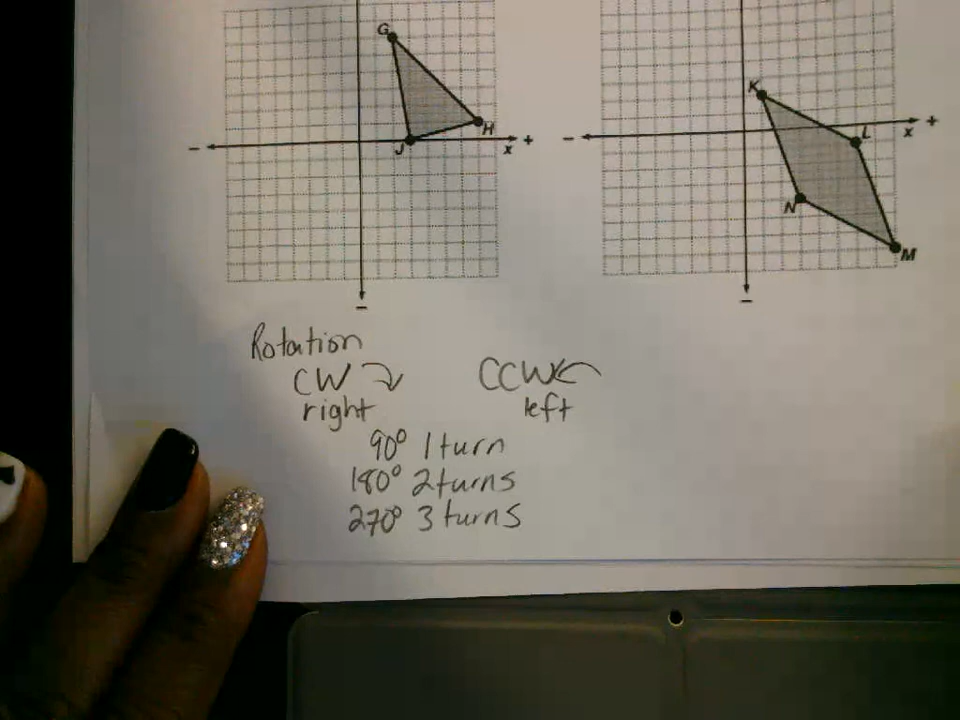 G
H
J
x
+
−
−
K
L
N
M
x
+
−
−
Rotation
CW CCW
right left
90° 1 turn
180° 2 turns
270° 3 turns